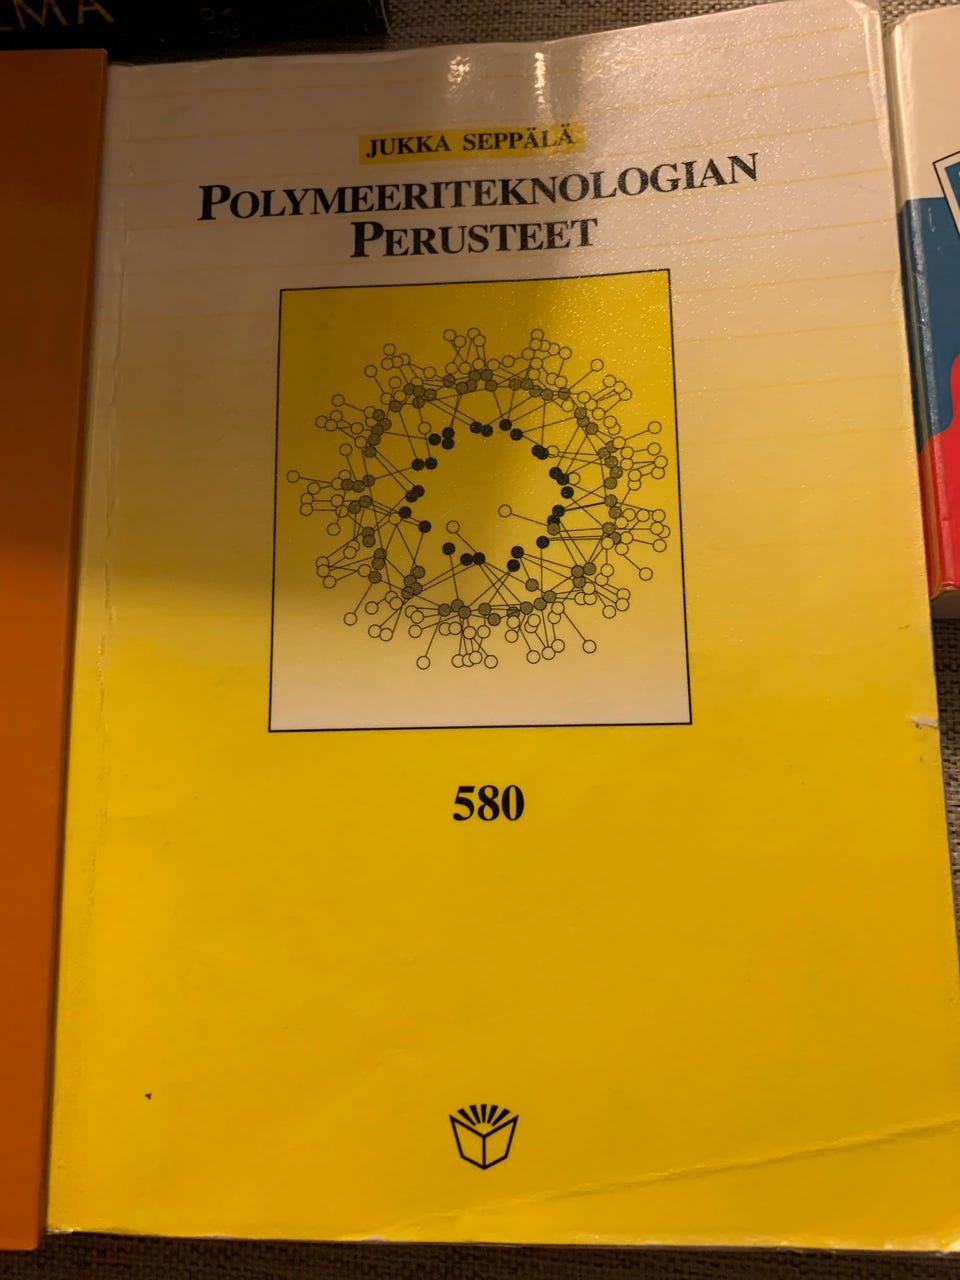 JUKKA SEPPÄLÄ
POLYMEERITEKNOLOGIAN
PERUSTEET
580